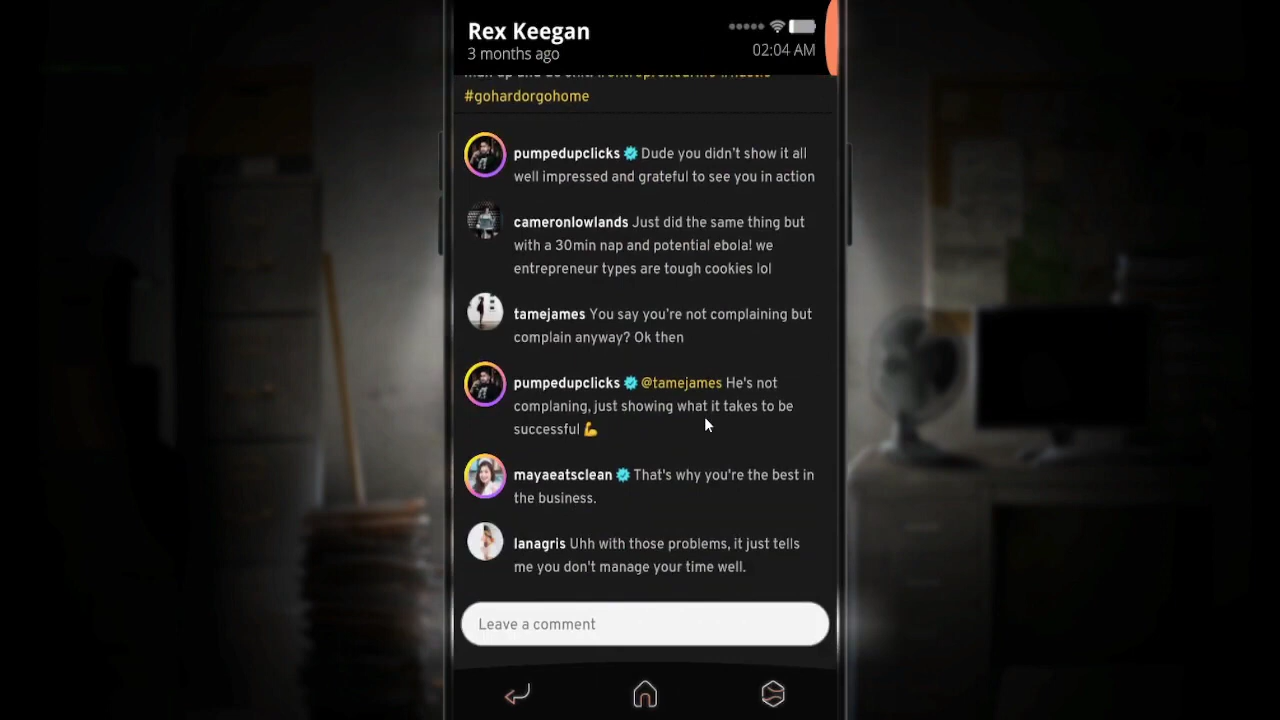 Rex Keegan
3 months ago
02:04 AM
#gohardorgohome
pumpedupclicks Dude you didn't show it all
well impressed and grateful to see you in action
cameronlowlands Just did the same thing but
with a 30min nap and potential ebola! we
entrepreneur types are tough cookies lol
tamejames You say you're not complaining but
complain anyway? Ok then
pumpedupclicks @tamejames He's not
complaning, just showing what it takes to be
successful 💪
mayaeatsclean That's why you're the best in
the business.
lanagris Uhh with those problems, it just tells
me you don't manage your time well.
Leave a comment